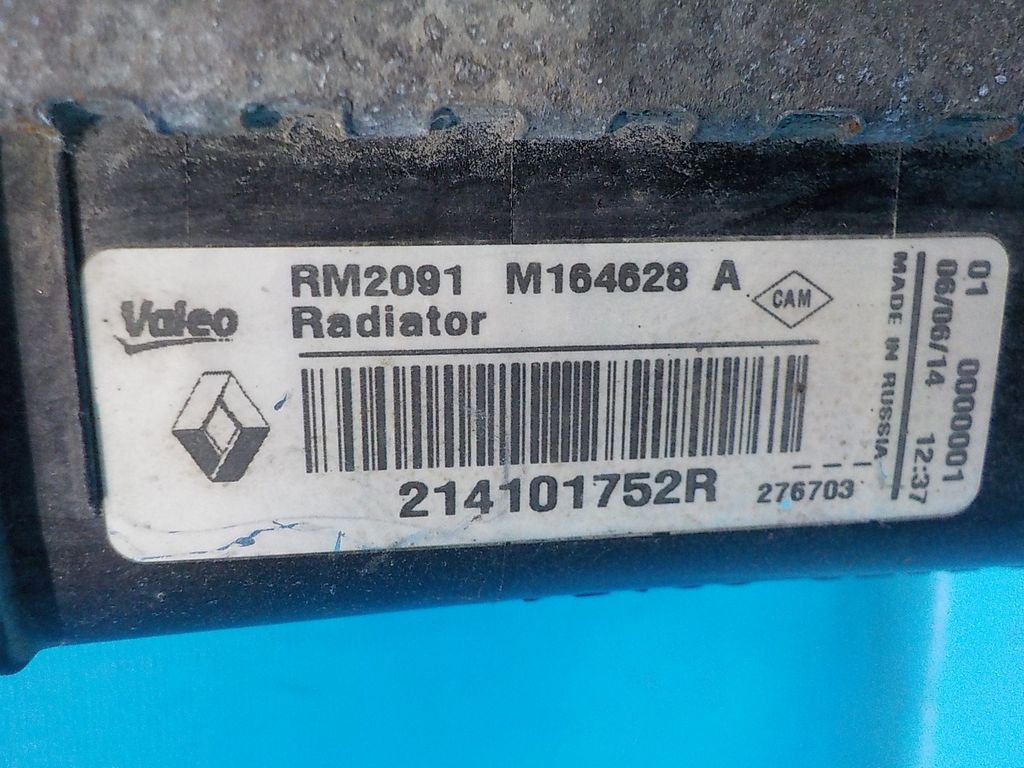 Valeo
RM2091 M164628 A
Radiator
CAM
214101752R
276703
MADE IN RUSSIA
06/06/14 12:37
01 0000001